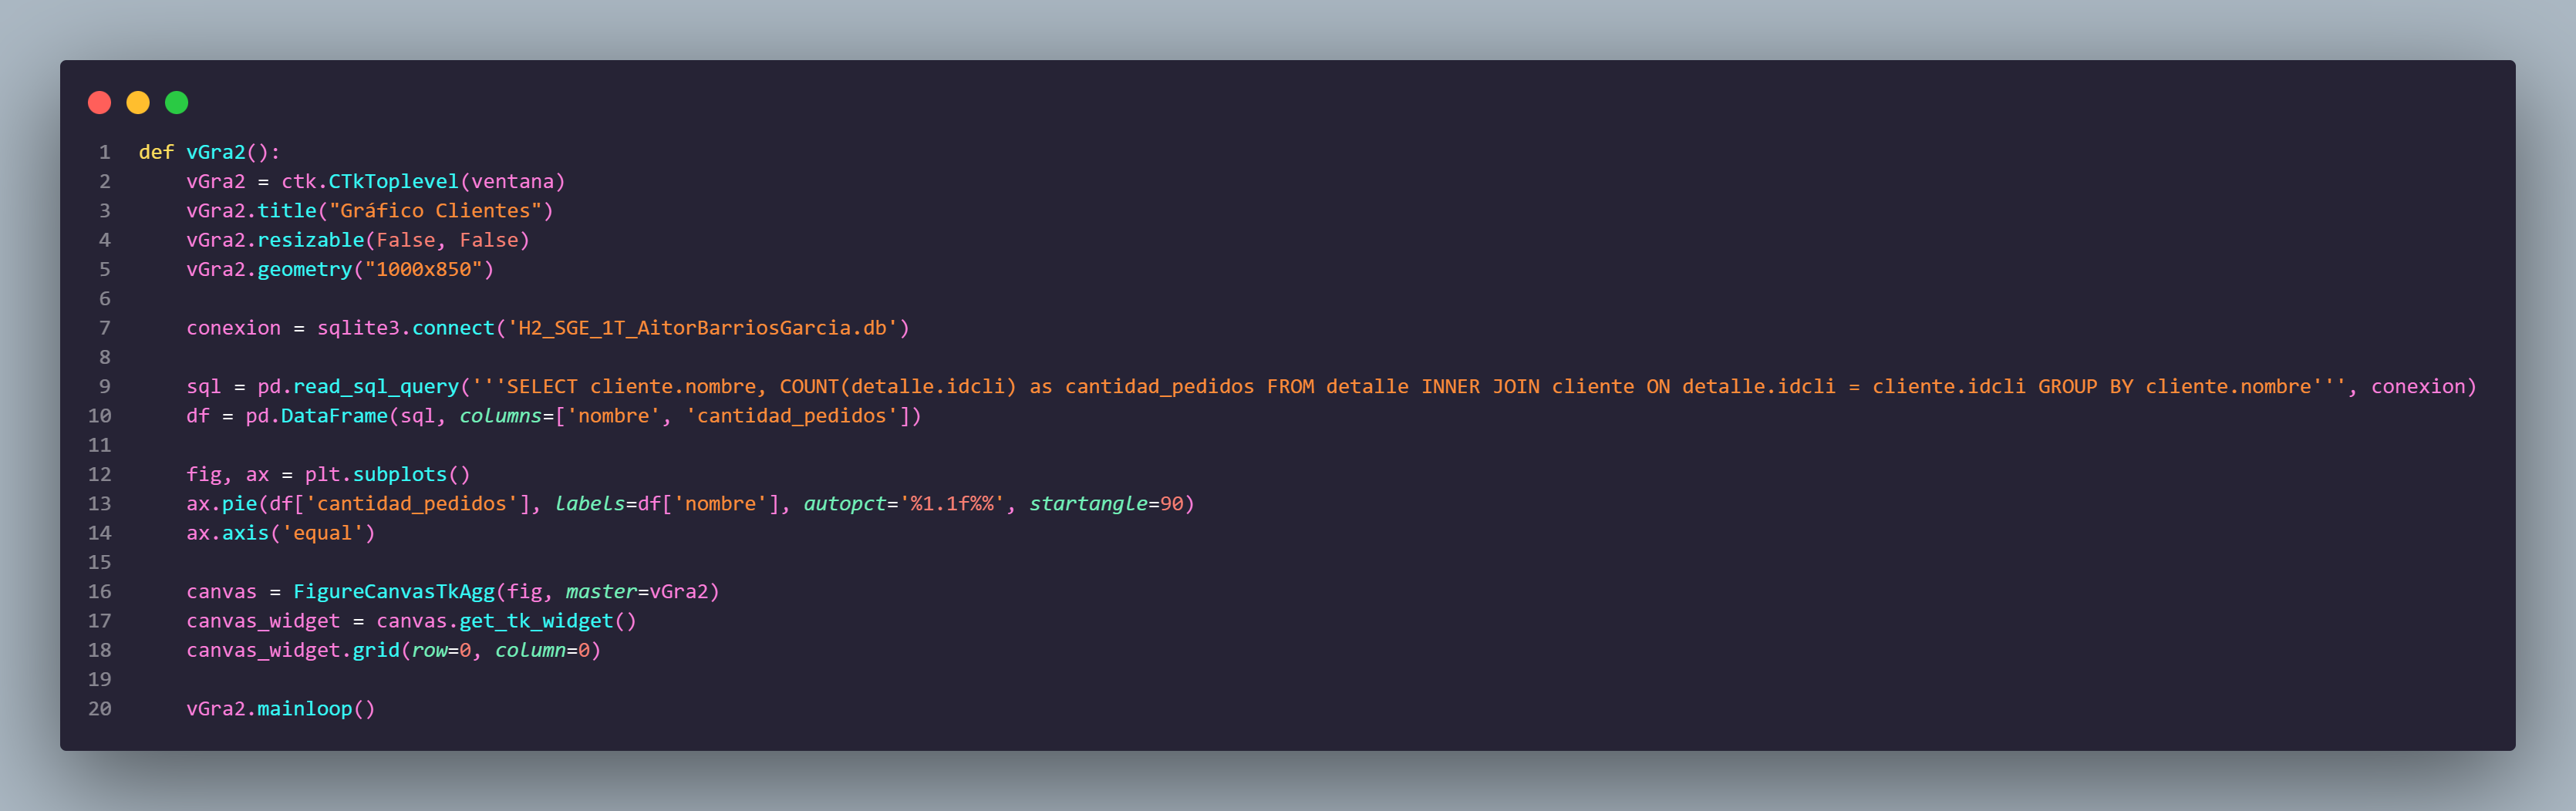 1 def vGra2():
2     vGra2 = ctk.CTkToplevel(ventana)
3     vGra2.title("Gráfico Clientes")
4     vGra2.resizable(False, False)
5     vGra2.geometry("1000x850")
6
7     conexion = sqlite3.connect('H2_SGE_1T_AitorBarriosGarcia.db')
8
9     sql = pd.read_sql_query('''SELECT cliente.nombre, COUNT(detalle.idcli) as cantidad_pedidos FROM detalle INNER JOIN cliente ON detalle.idcli = cliente.idcli GROUP BY cliente.nombre''', conexion)
10     df = pd.DataFrame(sql, columns=['nombre', 'cantidad_pedidos'])
11
12     fig, ax = plt.subplots()
13     ax.pie(df['cantidad_pedidos'], labels=df['nombre'], autopct='%1.1f%%', startangle=90)
14     ax.axis('equal')
15
16     canvas = FigureCanvasTkAgg(fig, master=vGra2)
17     canvas_widget = canvas.get_tk_widget()
18     canvas_widget.grid(row=0, column=0)
19
20     vGra2.mainloop()